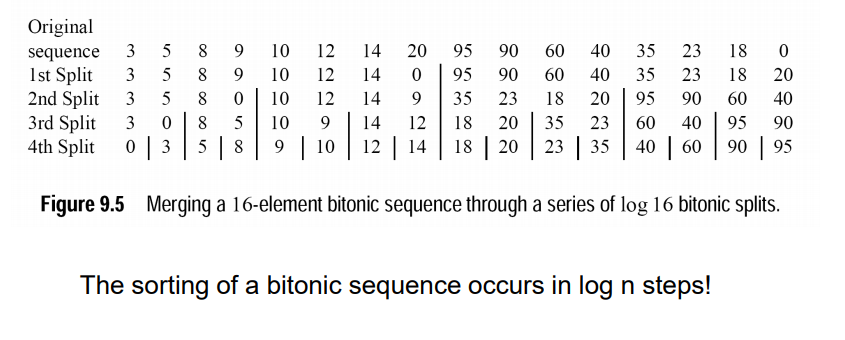 Original
sequence 3 5 8 9 10 12 14 20 95 90 60 40 35 23 18 0
1st Split 3 5 8 9 10 12 14 0 95 90 60 40 35 23 18 20
2nd Split 3 5 8 0 10 12 14 9 35 23 18 20 95 90 60 40
3rd Split 3 0 8 5 10 9 14 12 18 20 35 23 60 40 95 90
4th Split 0 3 5 8 9 10 12 14 18 20 23 35 40 60 90 95
Figure 9.5 Merging a 16-element bitonic sequence through a series of log 16 bitonic splits.
The sorting of a bitonic sequence occurs in log n steps!